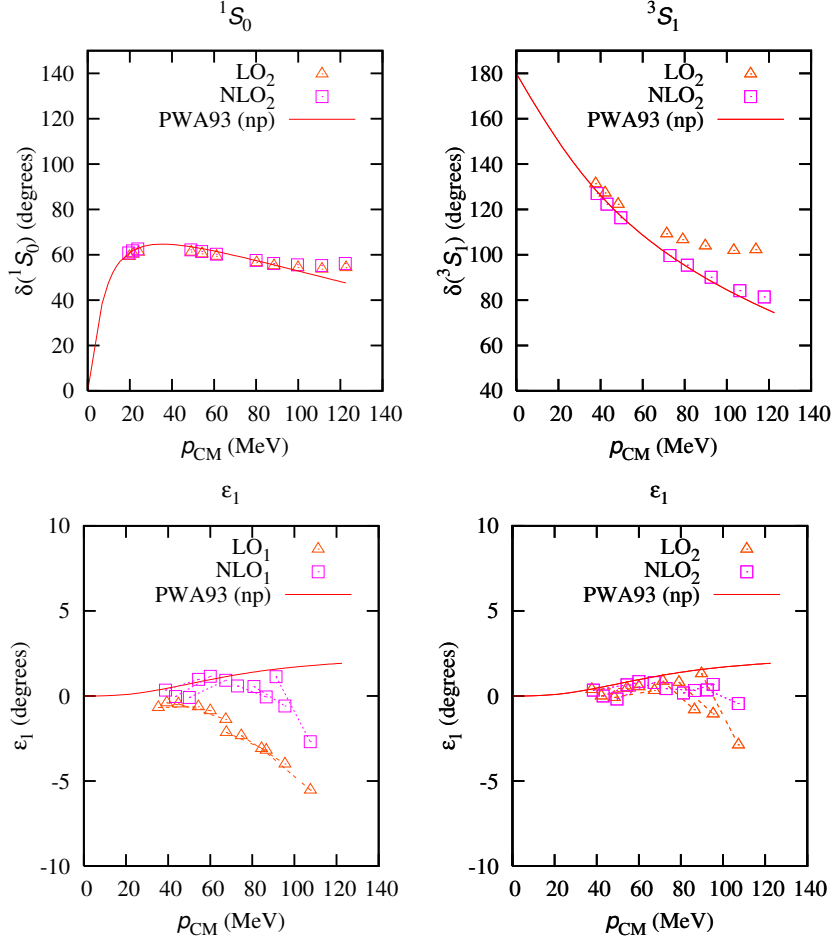 ¹S₀
LO₂
NLO₂
PWA93 (np)
140
120
100
80
60
40
20
0
δ(¹S₀) (degrees)
0 20 40 60 80 100 120 140
p_CM (MeV)
³S₁
LO₂
NLO₂
PWA93 (np)
180
160
140
120
100
80
60
40
δ(³S₁) (degrees)
0 20 40 60 80 100 120 140
p_CM (MeV)
ε₁
LO₁
NLO₁
PWA93 (np)
10
5
0
-5
-10
ε₁ (degrees)
0 20 40 60 80 100 120 140
p_CM (MeV)
ε₁
LO₂
NLO₂
PWA93 (np)
10
5
0
-5
-10
ε₁ (degrees)
0 20 40 60 80 100 120 140
p_CM (MeV)